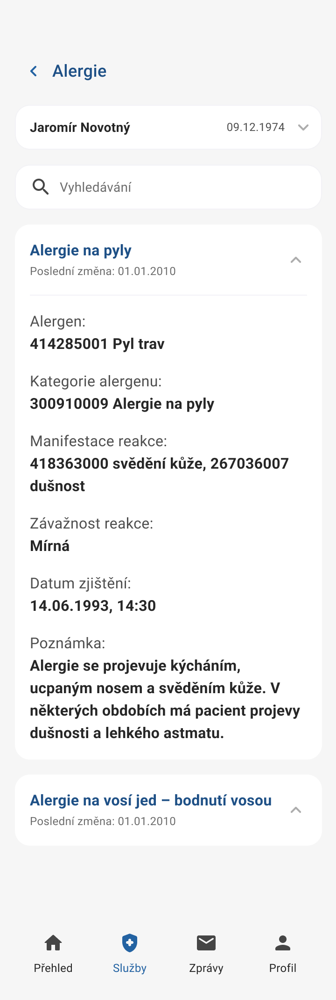 Alergie
Jaromír Novotný 09.12.1974
Vyhledávání
Alergie na pyly
Poslední změna: 01.01.2010
Alergen:
414285001 Pyl trav
Kategorie alergenu:
300910009 Alergie na pyly
Manifestace reakce:
418363000 svědění kůže, 267036007
dušnost
Závažnost reakce:
Mírná
Datum zjištění:
14.06.1993, 14:30
Poznámka:
Alergie se projevuje kýcháním,
ucpaným nosem a svěděním kůže. V
některých obdobích má pacient projevy
dušnosti a lehkého astmatu.
Alergie na vosí jed – bodnutí vosou
Poslední změna: 01.01.2010
Přehled Služby Zprávy Profil